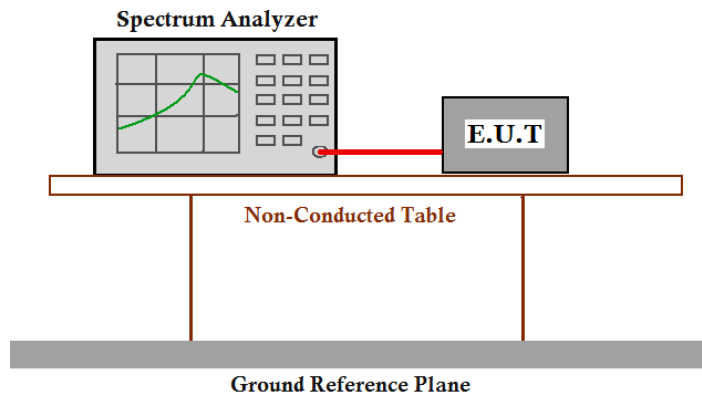 Spectrum Analyzer
E.U.T
Non-Conducted Table
Ground Reference Plane